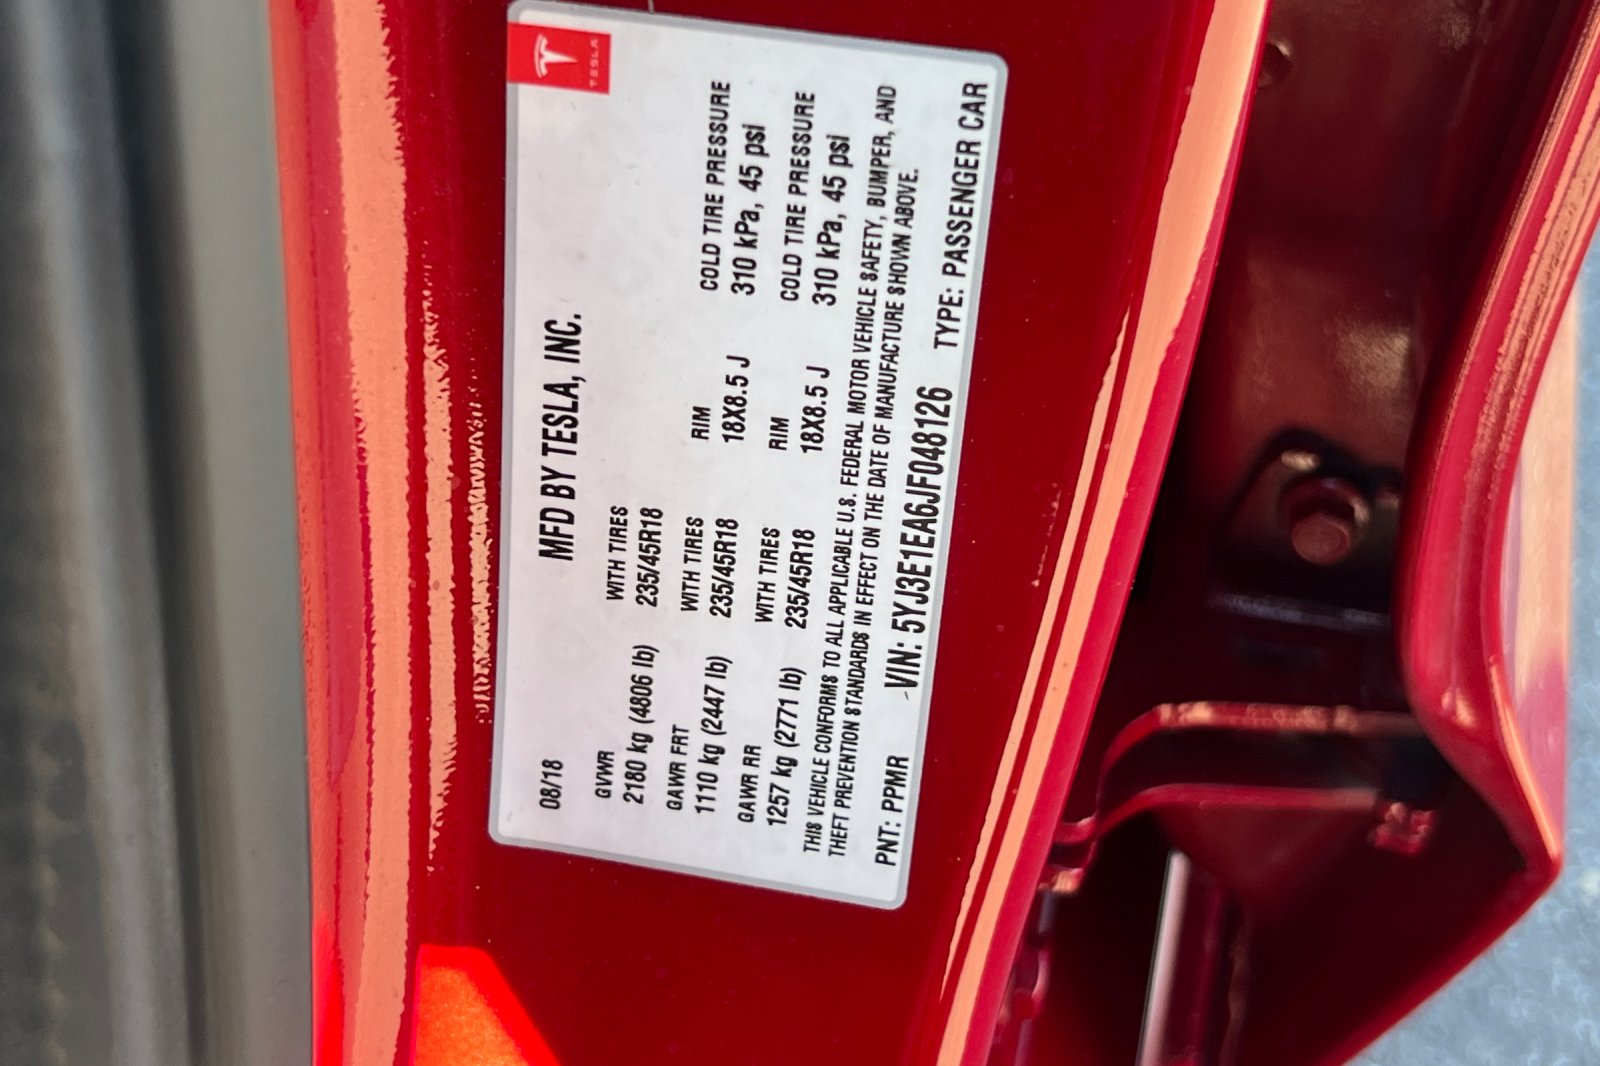 TESLA
MFD BY TESLA, INC.
08/18
GVWR
2180 kg (4806 lb)
WITH TIRES
235/45R18
RIM
18X8.5 J
COLD TIRE PRESSURE
310 kPa, 45 psi
GAWR FRT
1110 kg (2447 lb)
WITH TIRES
235/45R18
RIM
18X8.5 J
COLD TIRE PRESSURE
310 kPa, 45 psi
GAWR RR
1257 kg (2771 lb)
WITH TIRES
235/45R18
THIS VEHICLE CONFORMS TO ALL APPLICABLE U.S. FEDERAL MOTOR VEHICLE SAFETY, BUMPER, AND
THEFT PREVENTION STANDARDS IN EFFECT ON THE DATE OF MANUFACTURE SHOWN ABOVE.
PNT: PPMR VIN: 5YJ3E1EA6JF048126 TYPE: PASSENGER CAR